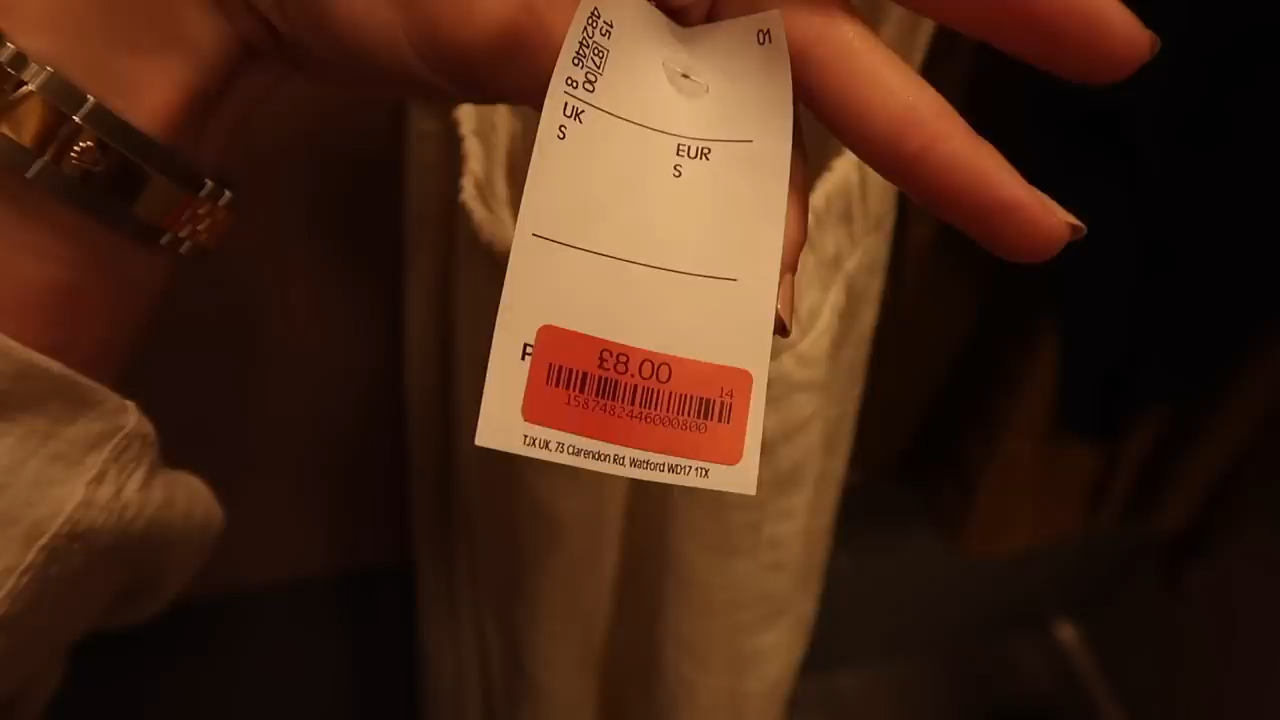 15 87 00
482446 8
01
UK
S
EUR
S
P
£8.00
14
1587482446000800
TJX UK, 73 Clarendon Rd, Watford WD17 1TX